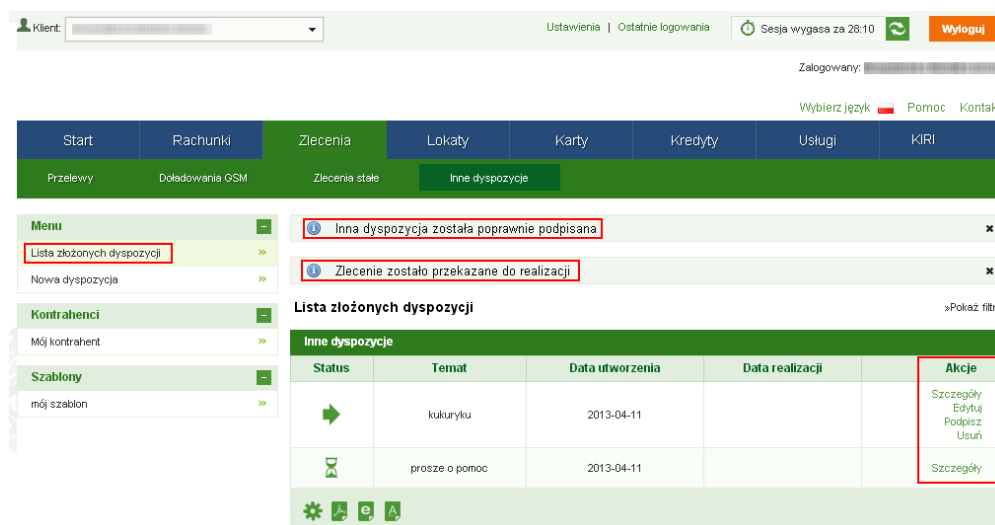 Klient:
Ustawienia | Ostatnie logowania
Sesja wygasa za 28:10
Wyloguj
Zalogowany:
Wybierz język
Pomoc
Kontak
Start
Rachunki
Zlecenia
Lokaty
Karty
Kredyty
Usługi
KIRI
Przelewy
Doładowania GSM
Zlecenia stałe
Inne dyspozycje
Menu
Lista złożonych dyspozycji »
Nowa dyspozycja »
Kontrahenci
Mój kontrahent »
Szablony
mój szablon »
Inna dyspozycja została poprawnie podpisana
Zlecenie zostało przekazane do realizacji
Lista złożonych dyspozycji
»Pokaż filtr
Inne dyspozycje
Status Temat Data utworzenia Data realizacji Akcje
kukuryku 2013-04-11
Szczegóły
Edytuj
Podpisz
Usuń
prosze o pomoc 2013-04-11 Szczegóły